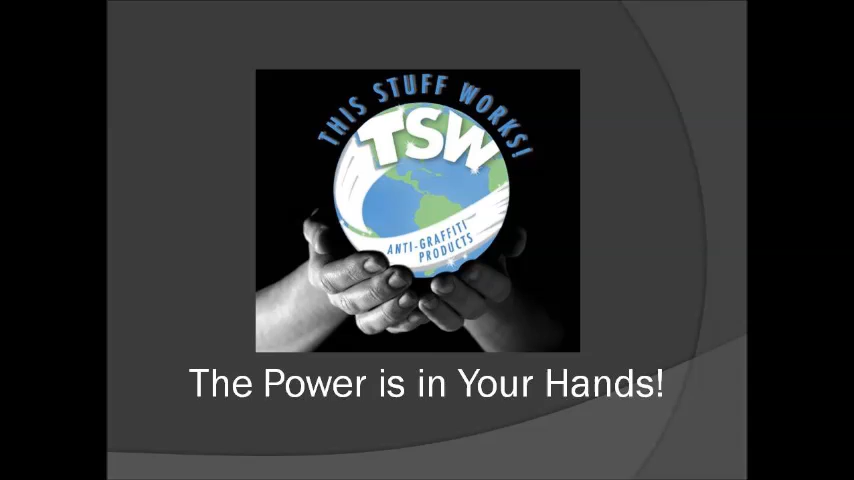 THIS STUFF WORKS!
TSW
ANTI-GRAFFITI
PRODUCTS
The Power is in Your Hands!